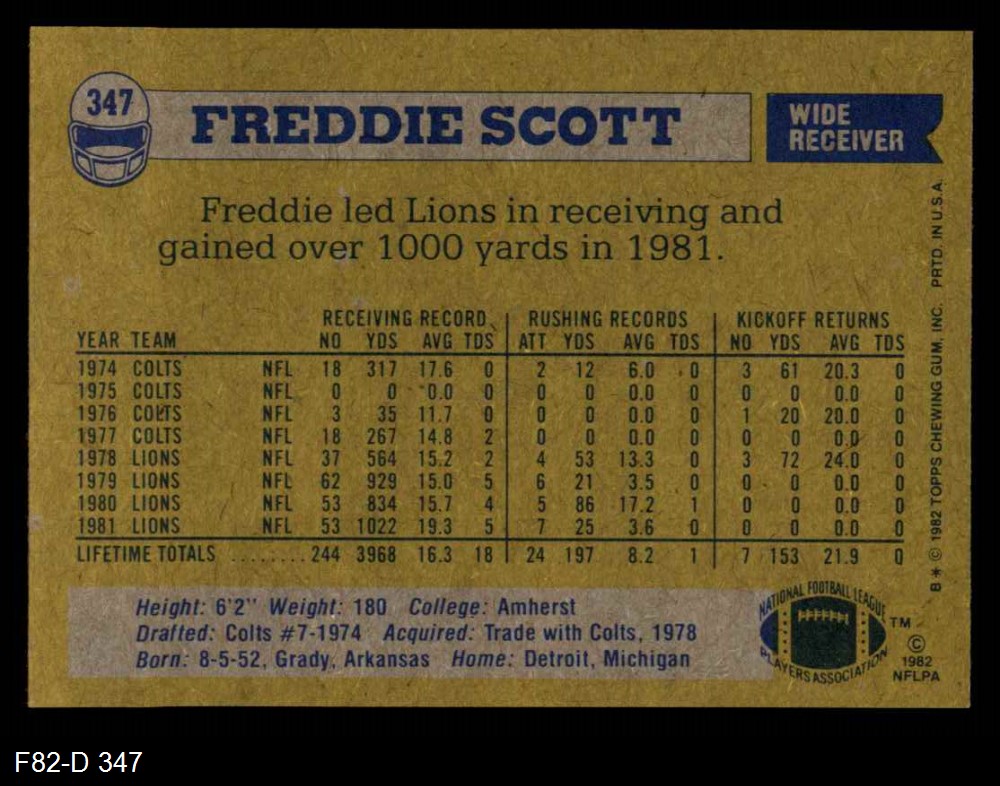 347
FREDDIE SCOTT
WIDE
RECEIVER
Freddie led Lions in receiving and
gained over 1000 yards in 1981.
RECEIVING RECORD RUSHING RECORDS KICKOFF RETURNS
YEAR TEAM NO YDS AVG TDS ATT YDS AVG TDS NO YDS AVG TDS
1974 COLTS NFL 18 317 17.6 0 2 12 6.0 0 3 61 20.3 0
1975 COLTS NFL 0 0 0.0 0 0 0 0.0 0 0 0 0.0 0
1976 COLTS NFL 3 35 11.7 0 0 0 0.0 0 1 20 20.0 0
1977 COLTS NFL 18 267 14.8 2 0 0 0.0 0 0 0 0.0 0
1978 LIONS NFL 37 564 15.2 2 4 53 13.3 0 3 72 24.0 0
1979 LIONS NFL 62 929 15.0 5 6 21 3.5 0 0 0 0.0 0
1980 LIONS NFL 53 834 15.7 4 5 86 17.2 1 0 0 0.0 0
1981 LIONS NFL 53 1022 19.3 5 7 25 3.6 0 0 0 0.0 0
LIFETIME TOTALS ........ 244 3968 16.3 18 24 197 8.2 1 7 153 21.9 0
Height: 6'2" Weight: 180 College: Amherst
Drafted: Colts #7-1974 Acquired: Trade with Colts, 1978
Born: 8-5-52, Grady, Arkansas Home: Detroit, Michigan
NATIONAL FOOTBALL LEAGUE
PLAYERS ASSOCIATION
TM
©
1982
NFLPA
B * © 1982 TOPPS CHEWING GUM, INC. PRTD. IN U.S.A.
F82-D 347